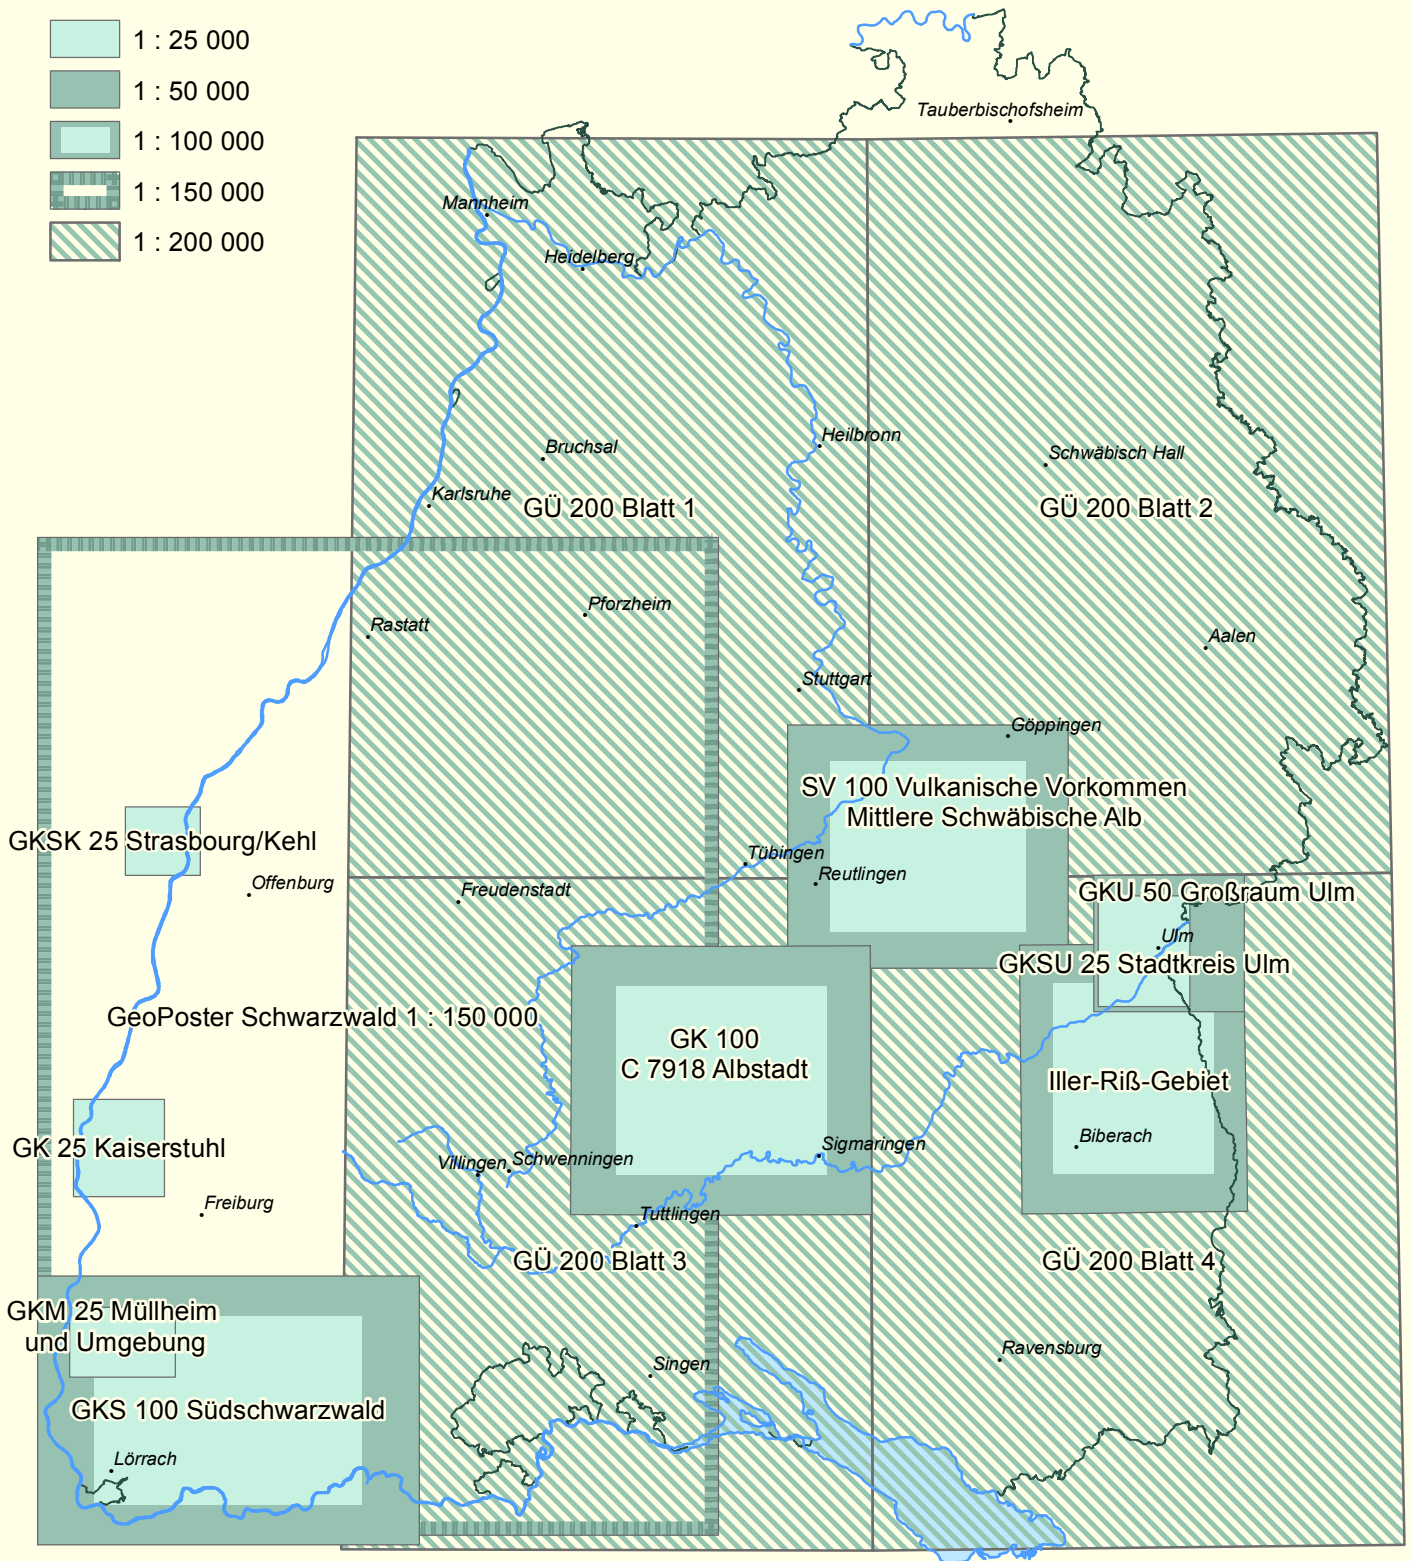 1 : 25 000
1 : 50 000
1 : 100 000
1 : 150 000
1 : 200 000
Tauberbischofsheim
Mannheim
Heidelberg
Heilbronn
Bruchsal
Schwäbisch Hall
Karlsruhe
GÜ 200 Blatt 1
GÜ 200 Blatt 2
Pforzheim
Rastatt
Aalen
Stuttgart
Göppingen
SV 100 Vulkanische Vorkommen
Mittlere Schwäbische Alb
GKSK 25 Strasbourg/Kehl
Tübingen
Reutlingen
Offenburg
Freudenstadt
GKU 50 Großraum Ulm
Ulm
GKSU 25 Stadtkreis Ulm
GeoPoster Schwarzwald 1 : 150 000
GK 100
C 7918 Albstadt
Iller-Riß-Gebiet
GK 25 Kaiserstuhl
Biberach
Sigmaringen
Villingen
Schwenningen
Freiburg
Tuttlingen
GÜ 200 Blatt 3
GÜ 200 Blatt 4
GKM 25 Müllheim
und Umgebung
Ravensburg
Singen
GKS 100 Südschwarzwald
Lörrach